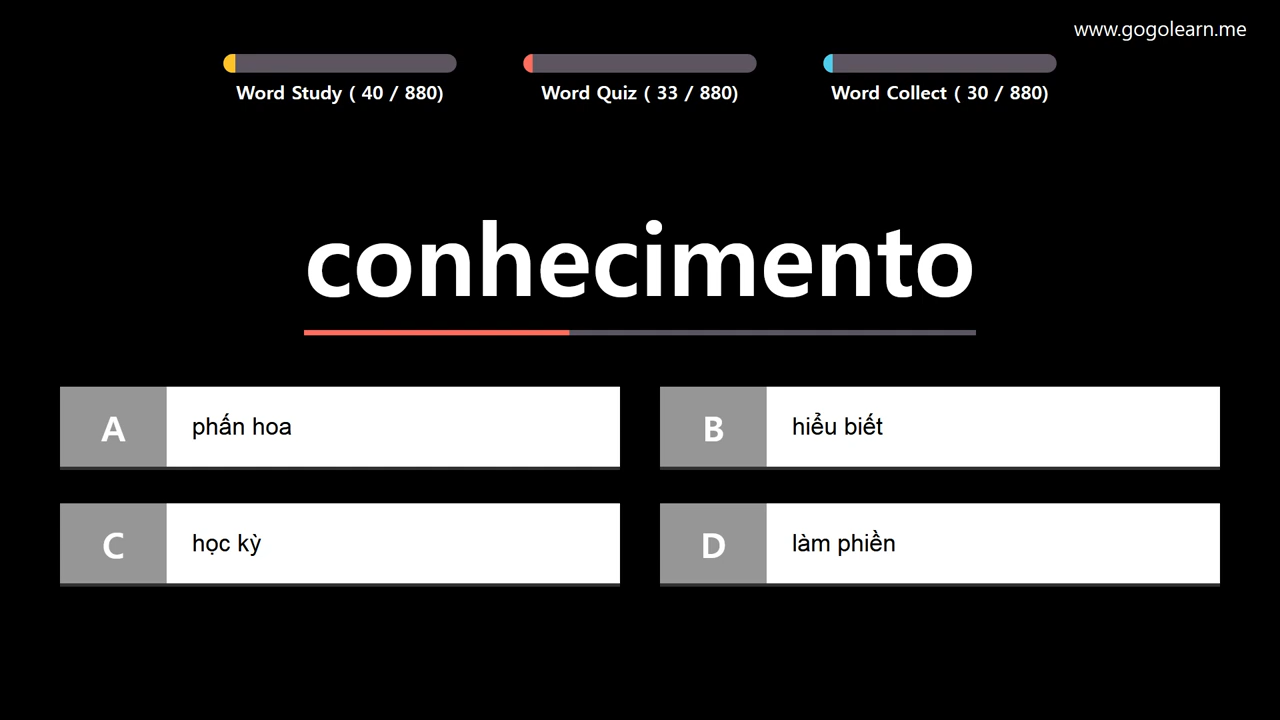 www.gogolearn.me
Word Study ( 40 / 880)
Word Quiz ( 33 / 880)
Word Collect ( 30 / 880)
conhecimento
A
phấn hoa
B
hiểu biết
C
học kỳ
D
làm phiền